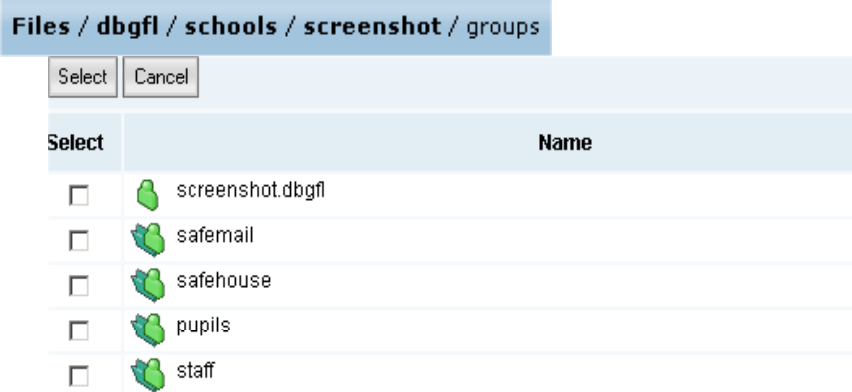 Files / dbgfl / schools / screenshot / groups
Select Cancel
Select Name
screenshot.dbgfl
safemail
safehouse
pupils
staff